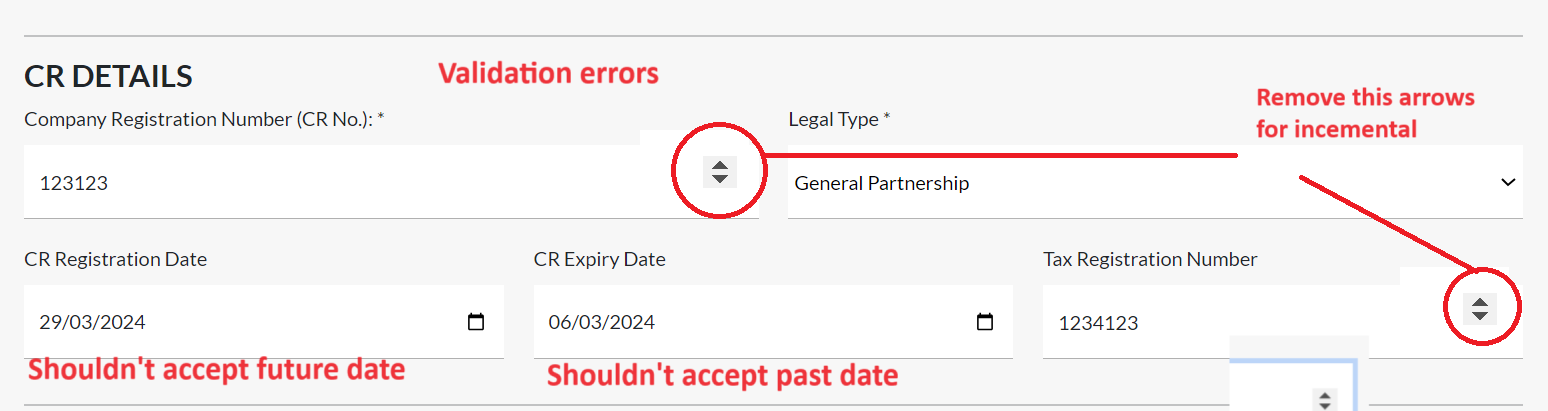 CR DETAILS
Validation errors
Remove this arrows
for incemental
Company Registration Number (CR No.): *
Legal Type *
123123
General Partnership
CR Registration Date
CR Expiry Date
Tax Registration Number
29/03/2024
06/03/2024
1234123
Shouldn't accept future date
Shouldn't accept past date